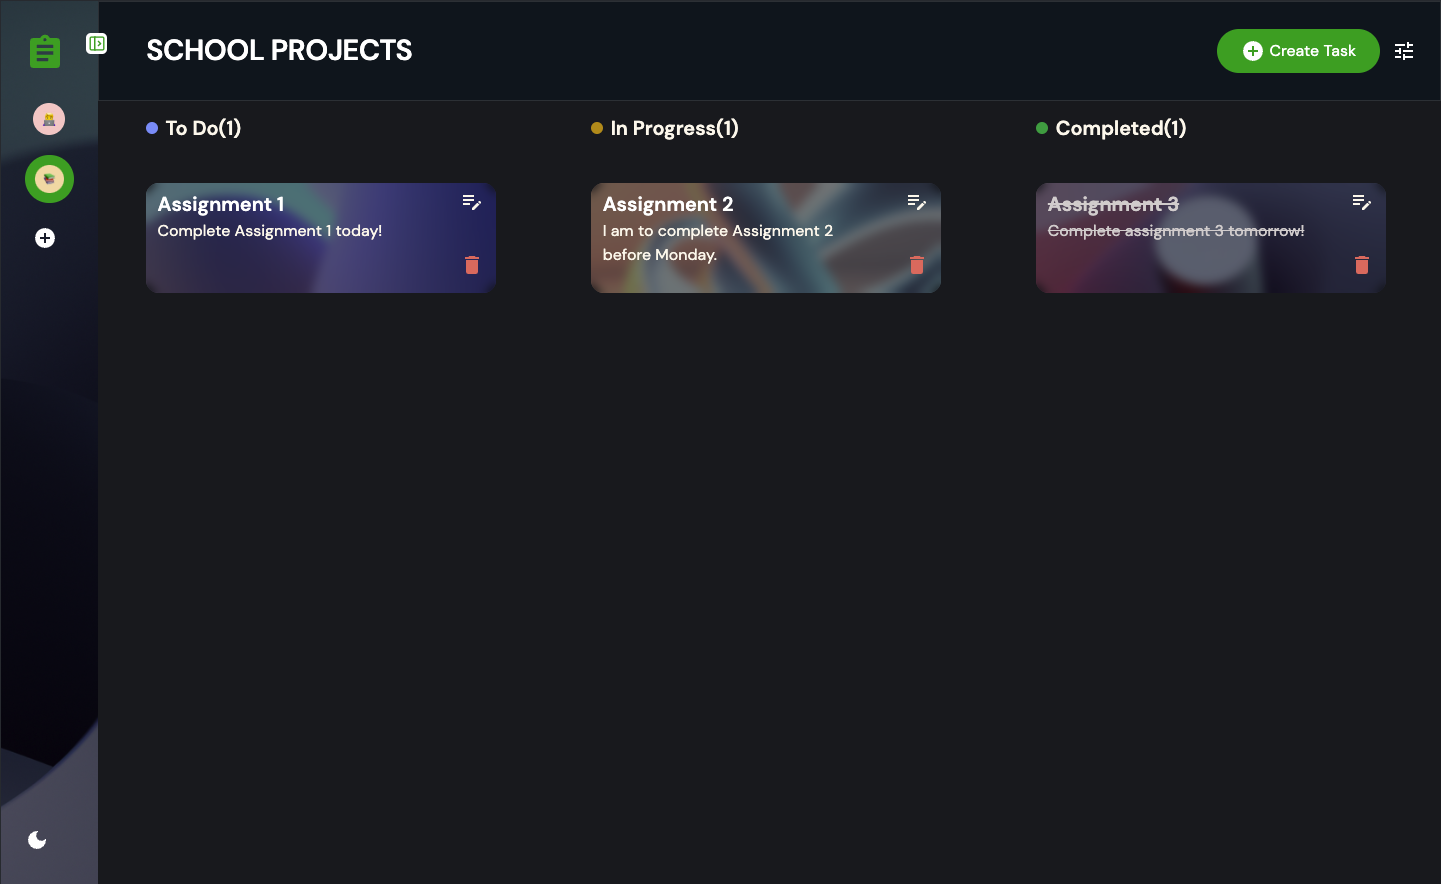 SCHOOL PROJECTS
Create Task
To Do(1)
In Progress(1)
Completed(1)
Assignment 1
Complete Assignment 1 today!
Assignment 2
I am to complete Assignment 2
before Monday.
Assignment 3
Complete assignment 3 tomorrow!